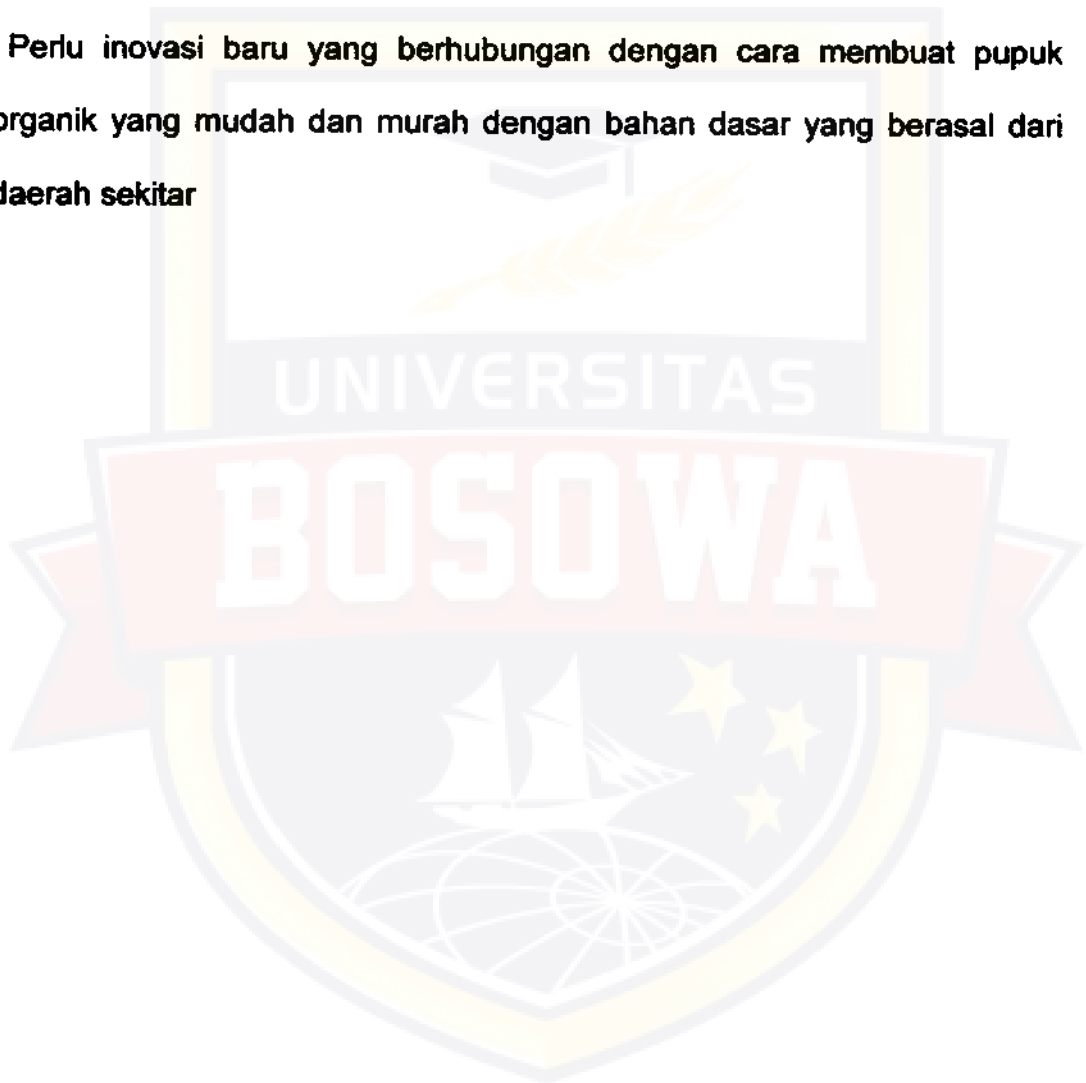 Perlu inovasi baru yang berhubungan dengan cara membuat pupuk
organik yang mudah dan murah dengan bahan dasar yang berasal dari
daerah sekitar
UNIVERSITAS
BOSOWA